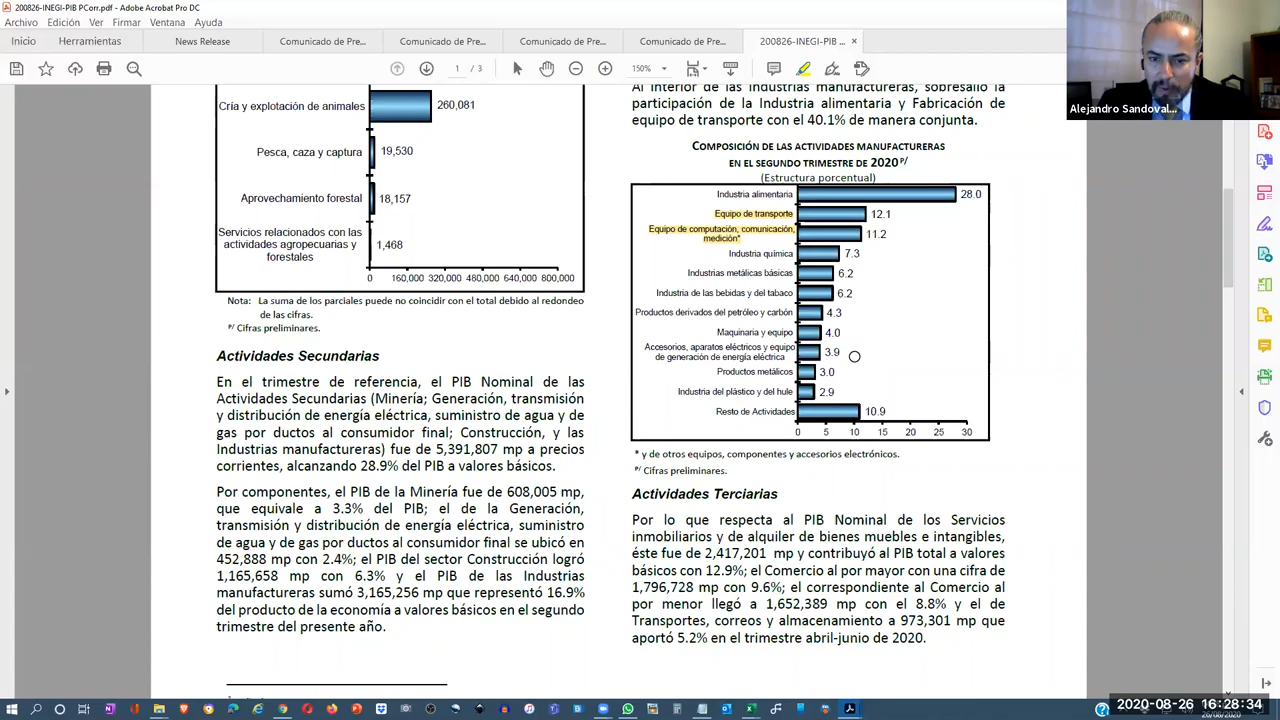 200826-INEGI-PIB PCorr.pdf - Adobe Acrobat Pro DC
Archivo Edición Ver Firmar Ventana Ayuda
Inicio Herramientas News Release Comunicado de Pre... Comunicado de Pre... Comunicado de Pre... Comunicado de Pre... 200826-INEGI-PIB ... ×
/ 3 150%
Alejandro Sandoval...
Cría y explotación de animales 260,081
Pesca, caza y captura 19,530
Aprovechamiento forestal 18,157
Servicios relacionados con las
actividades agropecuarias y
forestales
1,468
0 160,000 320,000 480,000 640,000 800,000
Nota: La suma de los parciales puede no coincidir con el total debido al redondeo
de las cifras.
p/ Cifras preliminares.
Actividades Secundarias
En el trimestre de referencia, el PIB Nominal de las
Actividades Secundarias (Minería; Generación, transmisión
y distribución de energía eléctrica, suministro de agua y de
gas por ductos al consumidor final; Construcción, y las
Industrias manufactureras) fue de 5,391,807 mp a precios
corrientes, alcanzando 28.9% del PIB a valores básicos.
Por componentes, el PIB de la Minería fue de 608,005 mp,
que equivale a 3.3% del PIB; el de la Generación,
transmisión y distribución de energía eléctrica, suministro
de agua y de gas por ductos al consumidor final se ubicó en
452,888 mp con 2.4%; el PIB del sector Construcción logró
1,165,658 mp con 6.3% y el PIB de las Industrias
manufactureras sumó 3,165,256 mp que representó 16.9%
del producto de la economía a valores básicos en el segundo
trimestre del presente año.
Al interior de las Industrias manufactureras, sobresalió la
participación de la Industria alimentaria y Fabricación de
equipo de transporte con el 40.1% de manera conjunta.
COMPOSICIÓN DE LAS ACTIVIDADES MANUFACTURERAS
EN EL SEGUNDO TRIMESTRE DE 2020 p/
(Estructura porcentual)
Industria alimentaria 28.0
Equipo de transporte 12.1
Equipo de computación, comunicación,
medición*
11.2
Industria química 7.3
Industrias metálicas básicas 6.2
Industria de las bebidas y del tabaco 6.2
Productos derivados del petróleo y carbón 4.3
Maquinaria y equipo 4.0
Accesorios, aparatos eléctricos y equipo
de generación de energía eléctrica
3.9
Productos metálicos 3.0
Industria del plástico y del hule 2.9
Resto de Actividades 10.9
0 5 10 15 20 25 30
* y de otros equipos, componentes y accesorios electrónicos.
p/ Cifras preliminares.
Actividades Terciarias
Por lo que respecta al PIB Nominal de los Servicios
inmobiliarios y de alquiler de bienes muebles e intangibles,
éste fue de 2,417,201 mp y contribuyó al PIB total a valores
básicos con 12.9%; el Comercio al por mayor con una cifra de
1,796,728 mp con 9.6%; el correspondiente al Comercio al
por menor llegó a 1,652,389 mp con el 8.8% y el de
Transportes, correos y almacenamiento a 973,301 mp que
aportó 5.2% en el trimestre abril-junio de 2020.
2020-08-26 16:28:34